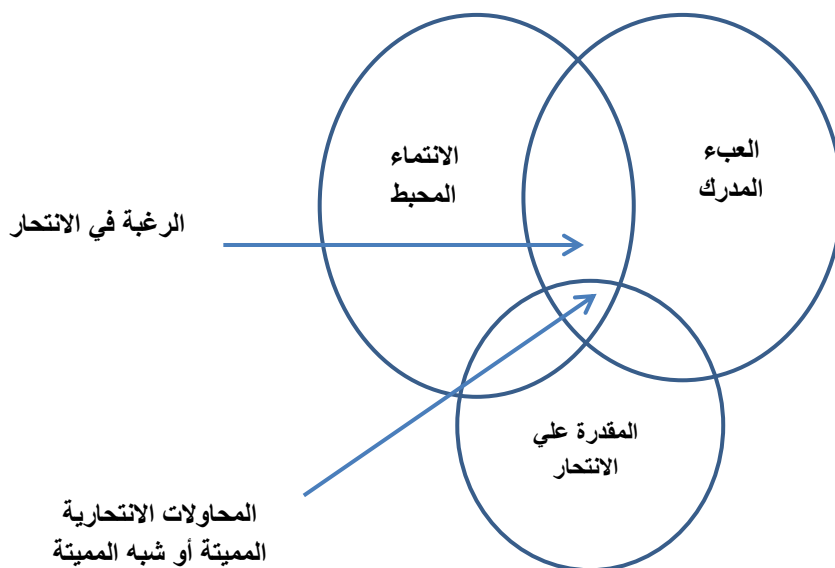 العبء
المدرك
الانتماء
المحبط
الرغبة في الانتحار
المقدرة علي
الانتحار
المحاولات الانتحارية
المميتة أو شبه المميتة